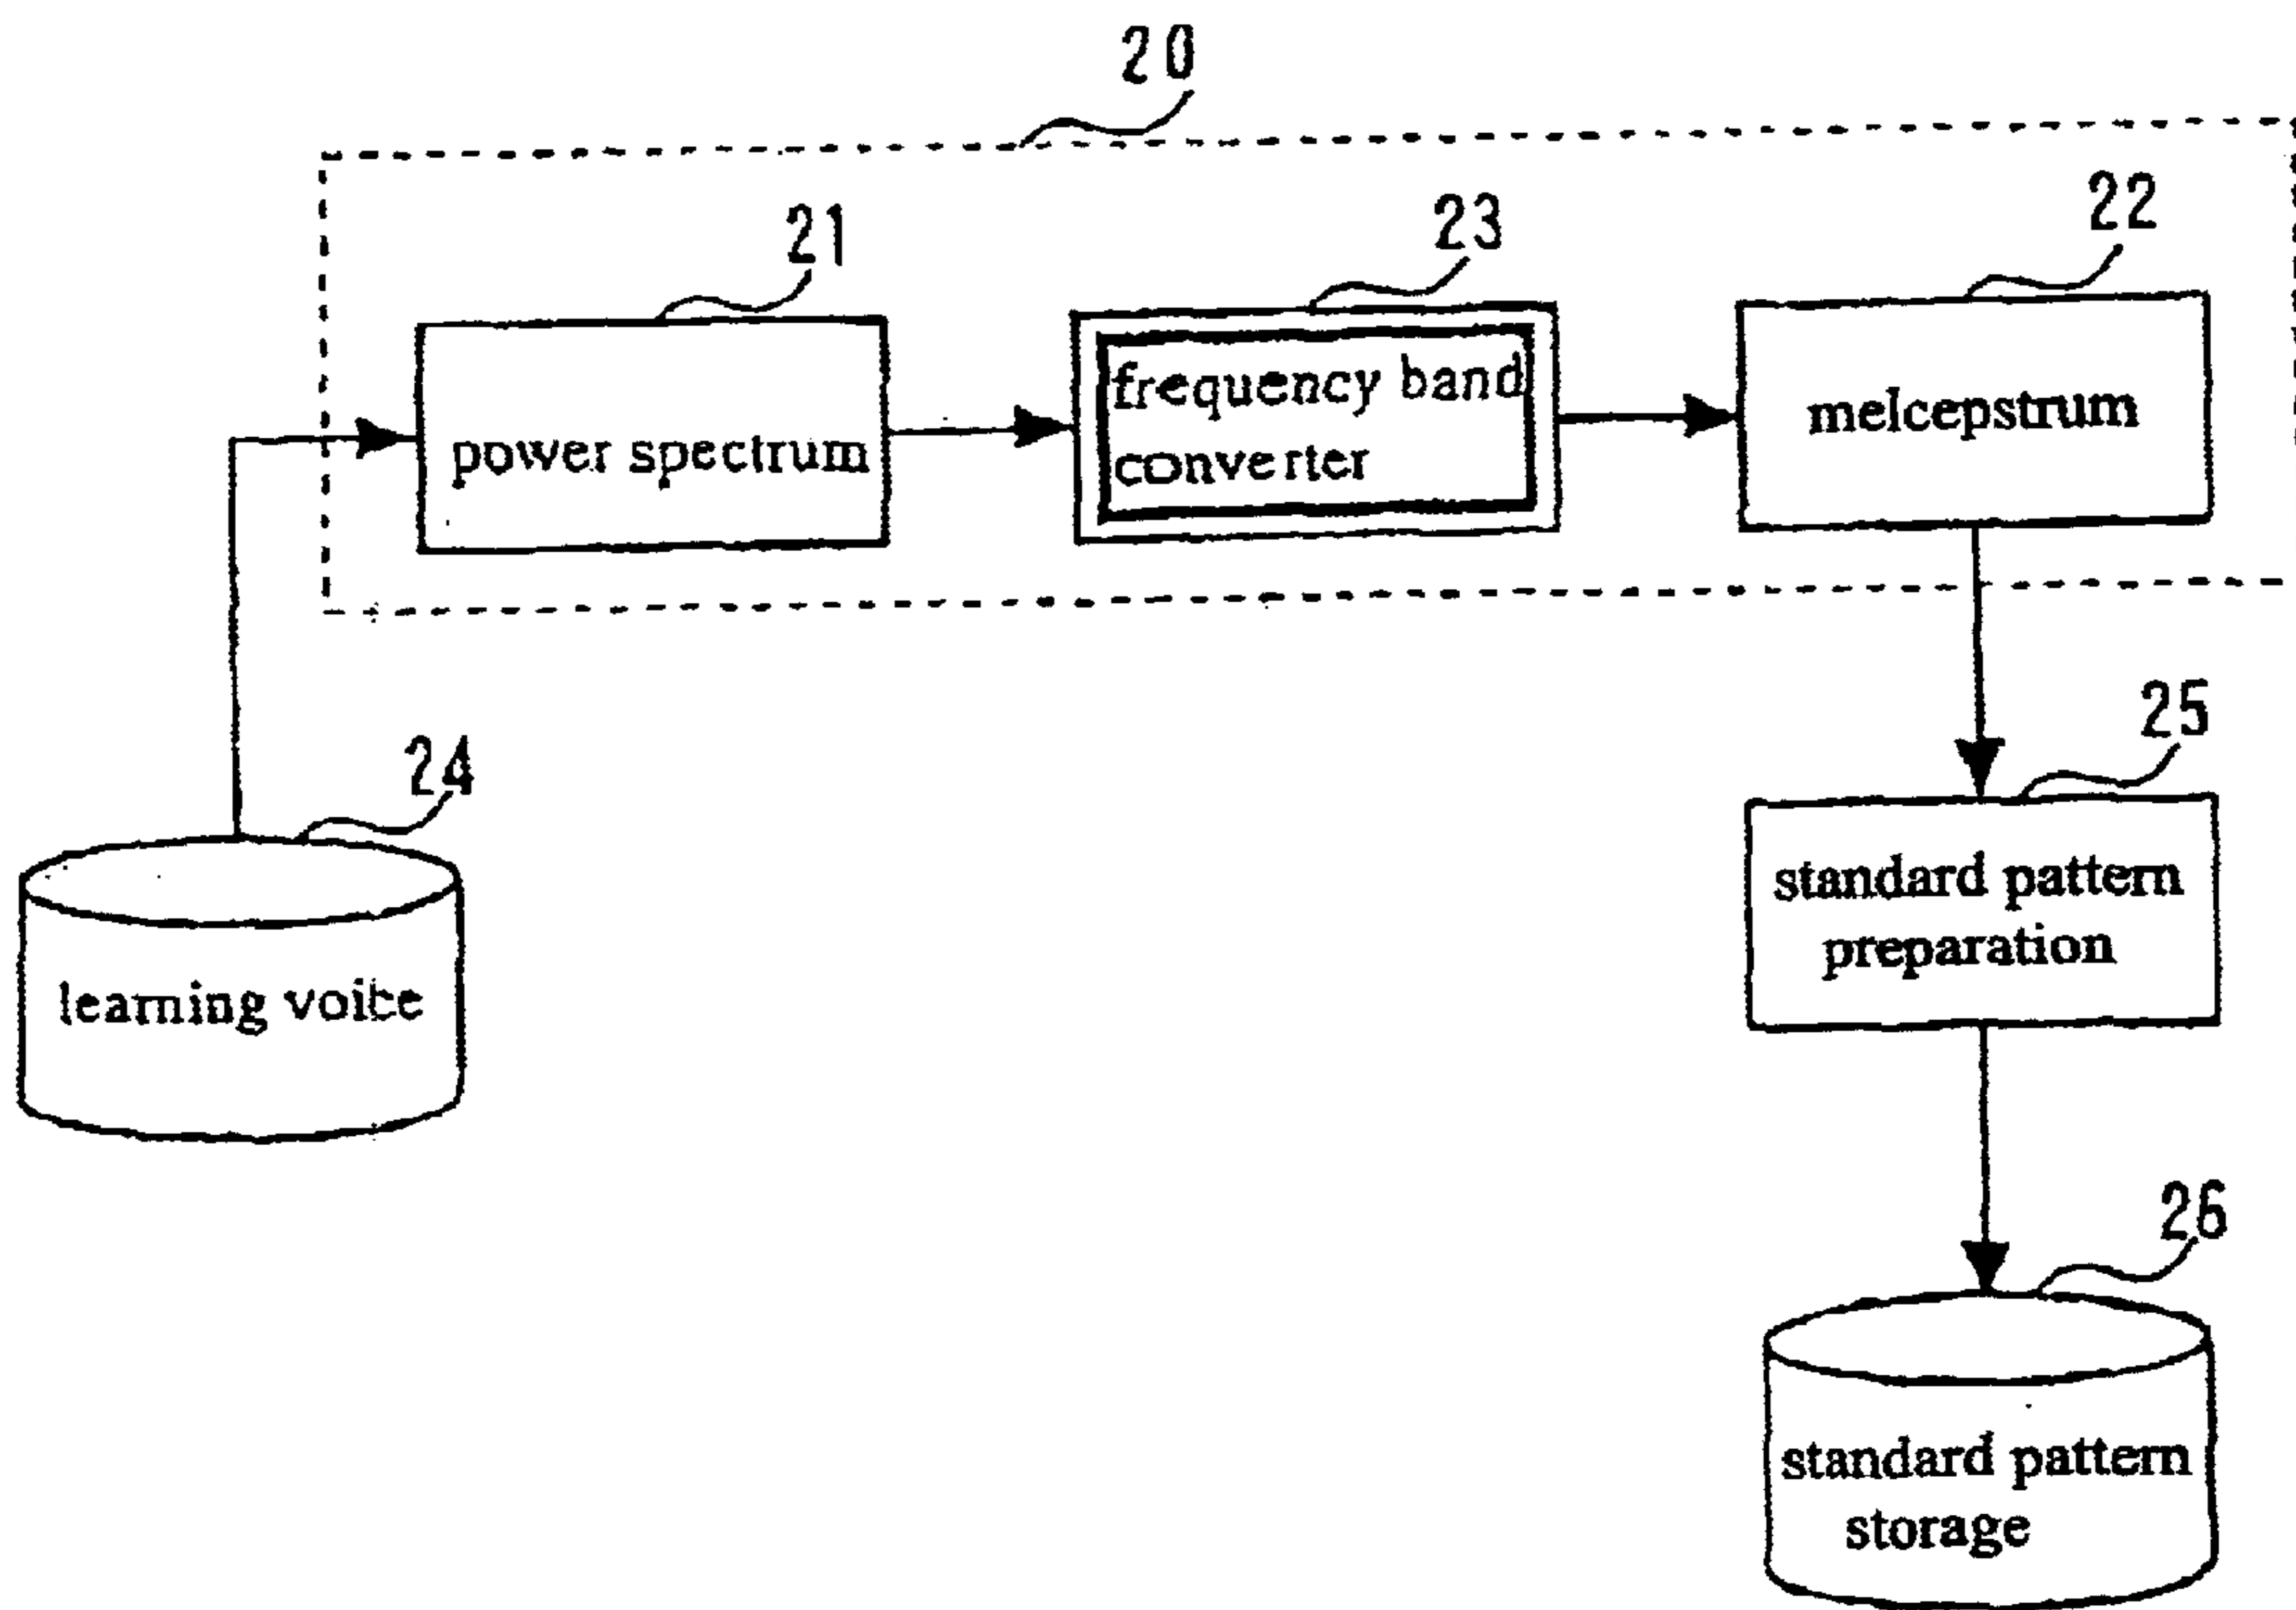 20
21
23
22
power spectrum
frequency band
converter
melcepstrum
24
25
learning voice
standard pattern
preparation
26
standard pattern
storage